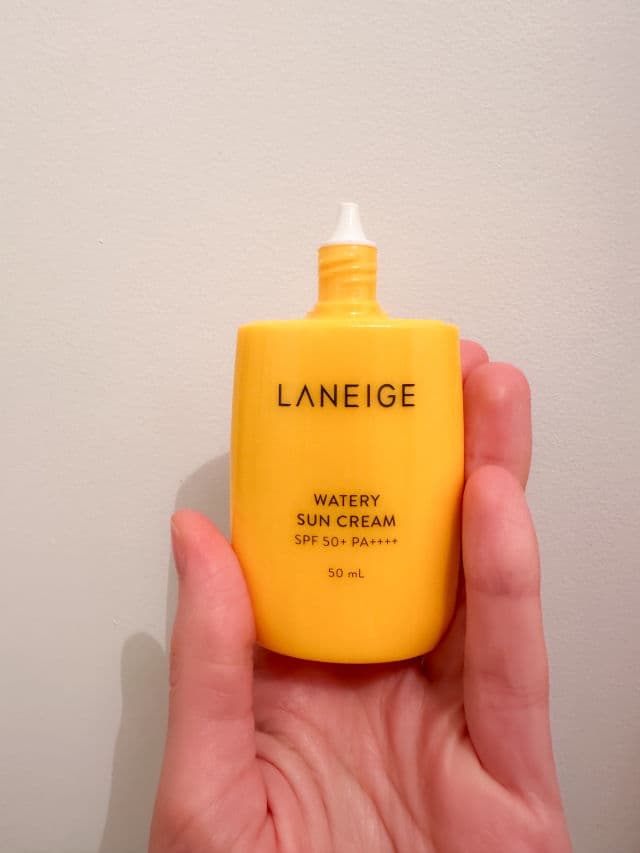 LANEIGE
WATERY
SUN CREAM
SPF 50+ PA++++
50 mL